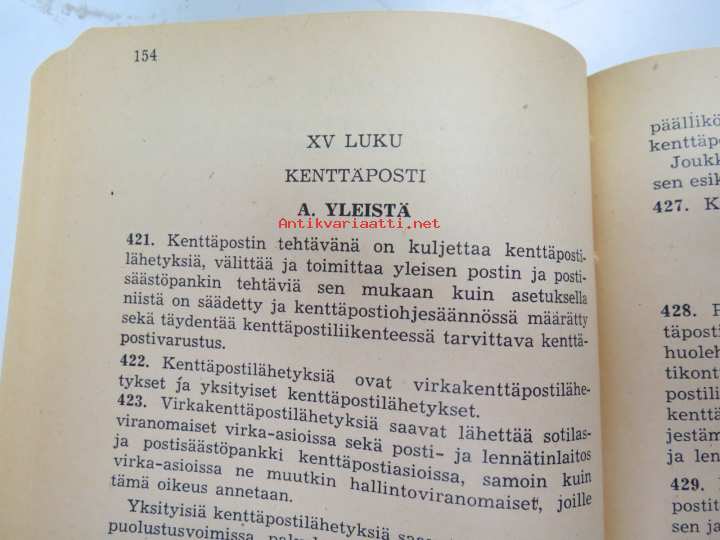 154
XV LUKU
KENTTÄPOSTI
A. YLEISTÄ
Antikvariaatti.net
421. Kenttäpostin tehtävänä on kuljettaa kenttäposti-
lähetyksiä, välittää ja toimittaa yleisen postin ja posti-
säästöpankin tehtäviä sen mukaan kuin asetuksella
niistä on säädetty ja kenttäpostiohjesäännössä määrätty
sekä täydentää kenttäpostiliikenteessä tarvittava kenttä-
postivarustus.
422. Kenttäpostilähetyksiä ovat virkakenttäpostilähe-
tykset ja yksityiset kenttäpostilähetykset.
423. Virkakenttäpostilähetyksiä saavat lähettää sotilas-
viranomaiset virka-asioissa sekä posti- ja lennätinlaitos
ja postisäästöpankki kenttäpostiasioissa, samoin kuin
virka-asioissa ne muutkin hallintoviranomaiset, joille
tämä oikeus annetaan.
Yksityisiä kenttäpostilähetyksiä
puolustusvoimissa
päällikö
kenttäpo
Joukk
sen esik
427. K
428. P
täposti
huoleh
tikont
postili
kenttä
jestäm
ja lenn
429.
postit
sen ja